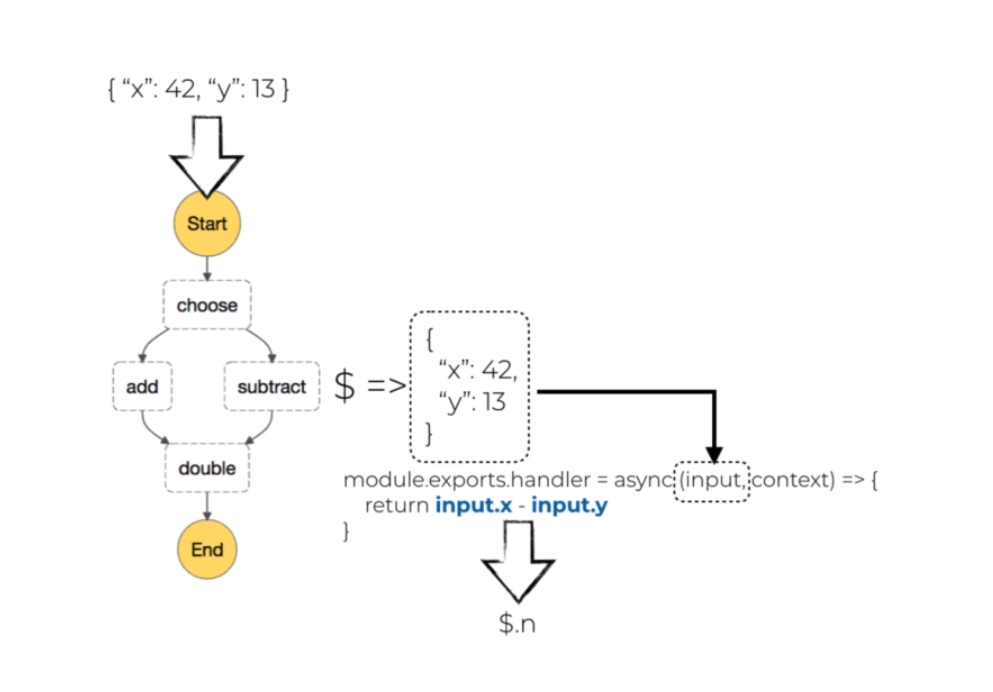 { “x”: 42, “y”: 13 }
Start
choose
add
subtract
double
End
$ =>
{
“x”: 42,
“y”: 13
}
module.exports.handler = async (input, context) => {
return input.x - input.y
}
$.n